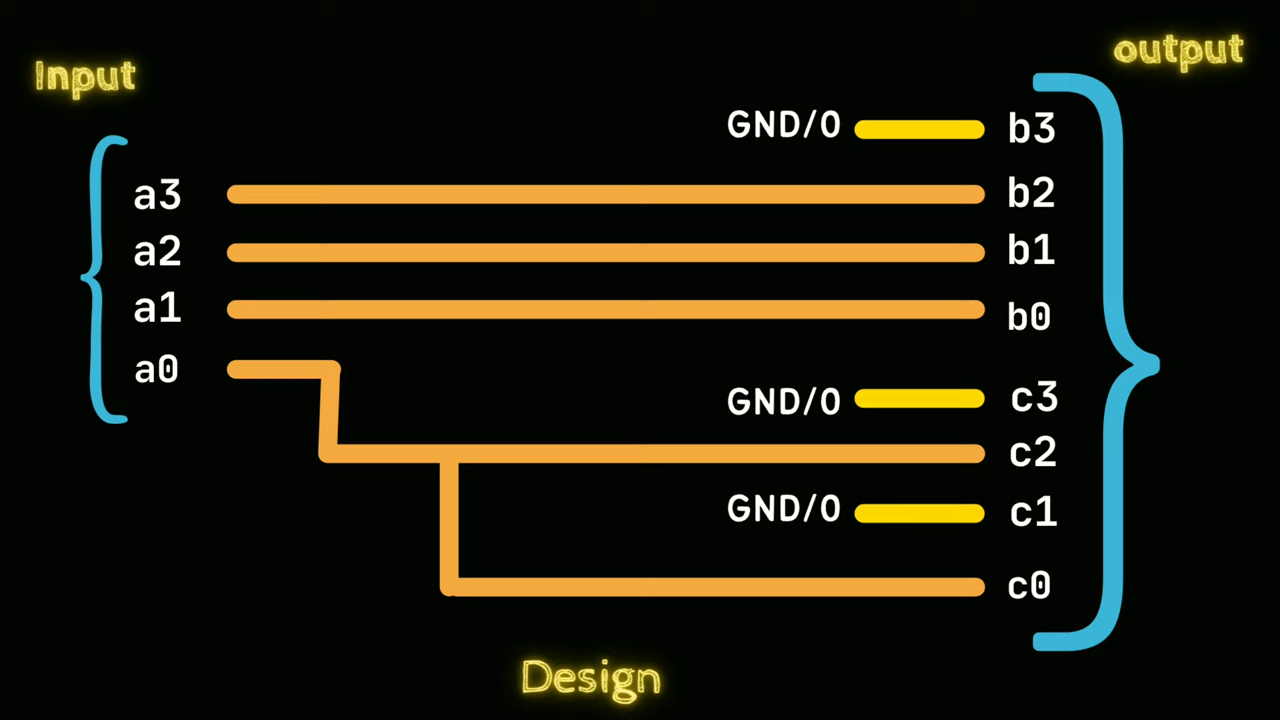 Input
output
GND/0 b3
a3 b2
a2 b1
a1 b0
a0
GND/0 c3
c2
GND/0 c1
c0
Design